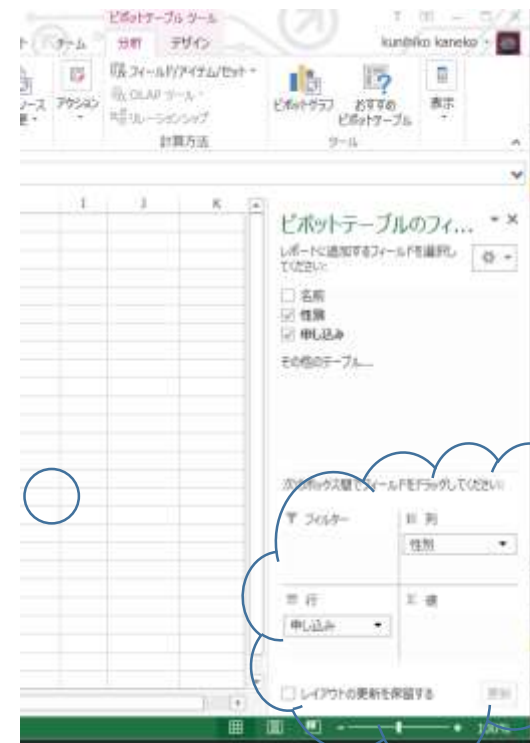 ピボットテーブル ツール
ーム 分析 デザイン kunihiko kaneko
フィールド/アイテム/セット
OLAP ツール
リレーションシップ
ース アクション ピボットグラフ おすすめ 表示
ピボットテーブル
計算方法 ツール
I J K
ピボットテーブルのフィ...
レポートに追加するフィールドを選択し
てください:
名前
性別
申し込み
その他のテーブル...
次のボックス間でフィールドをドラッグしてください:
フィルター 列
性別
行 値
申し込み
レイアウトの更新を保留する 更新
100%